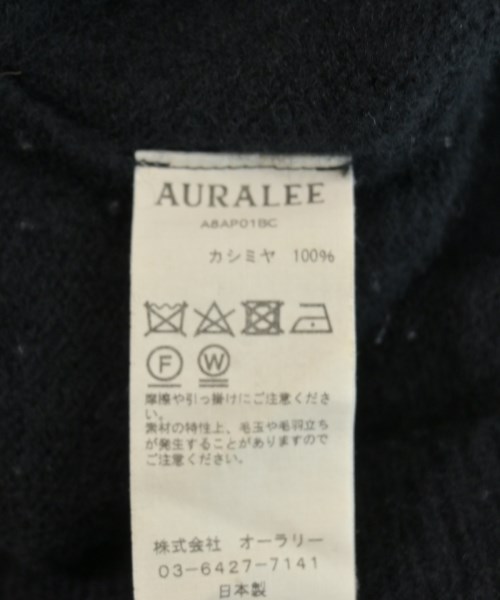 AURALEE
A8AP01BC
カシミヤ 100%
F W
摩擦や引っ掛けにご注意くださ
い。
素材の特性上、毛玉や毛羽立ち
が発生することがありますので
ご注意ください。
株式会社 オーラリー
03-6427-7141
日本製